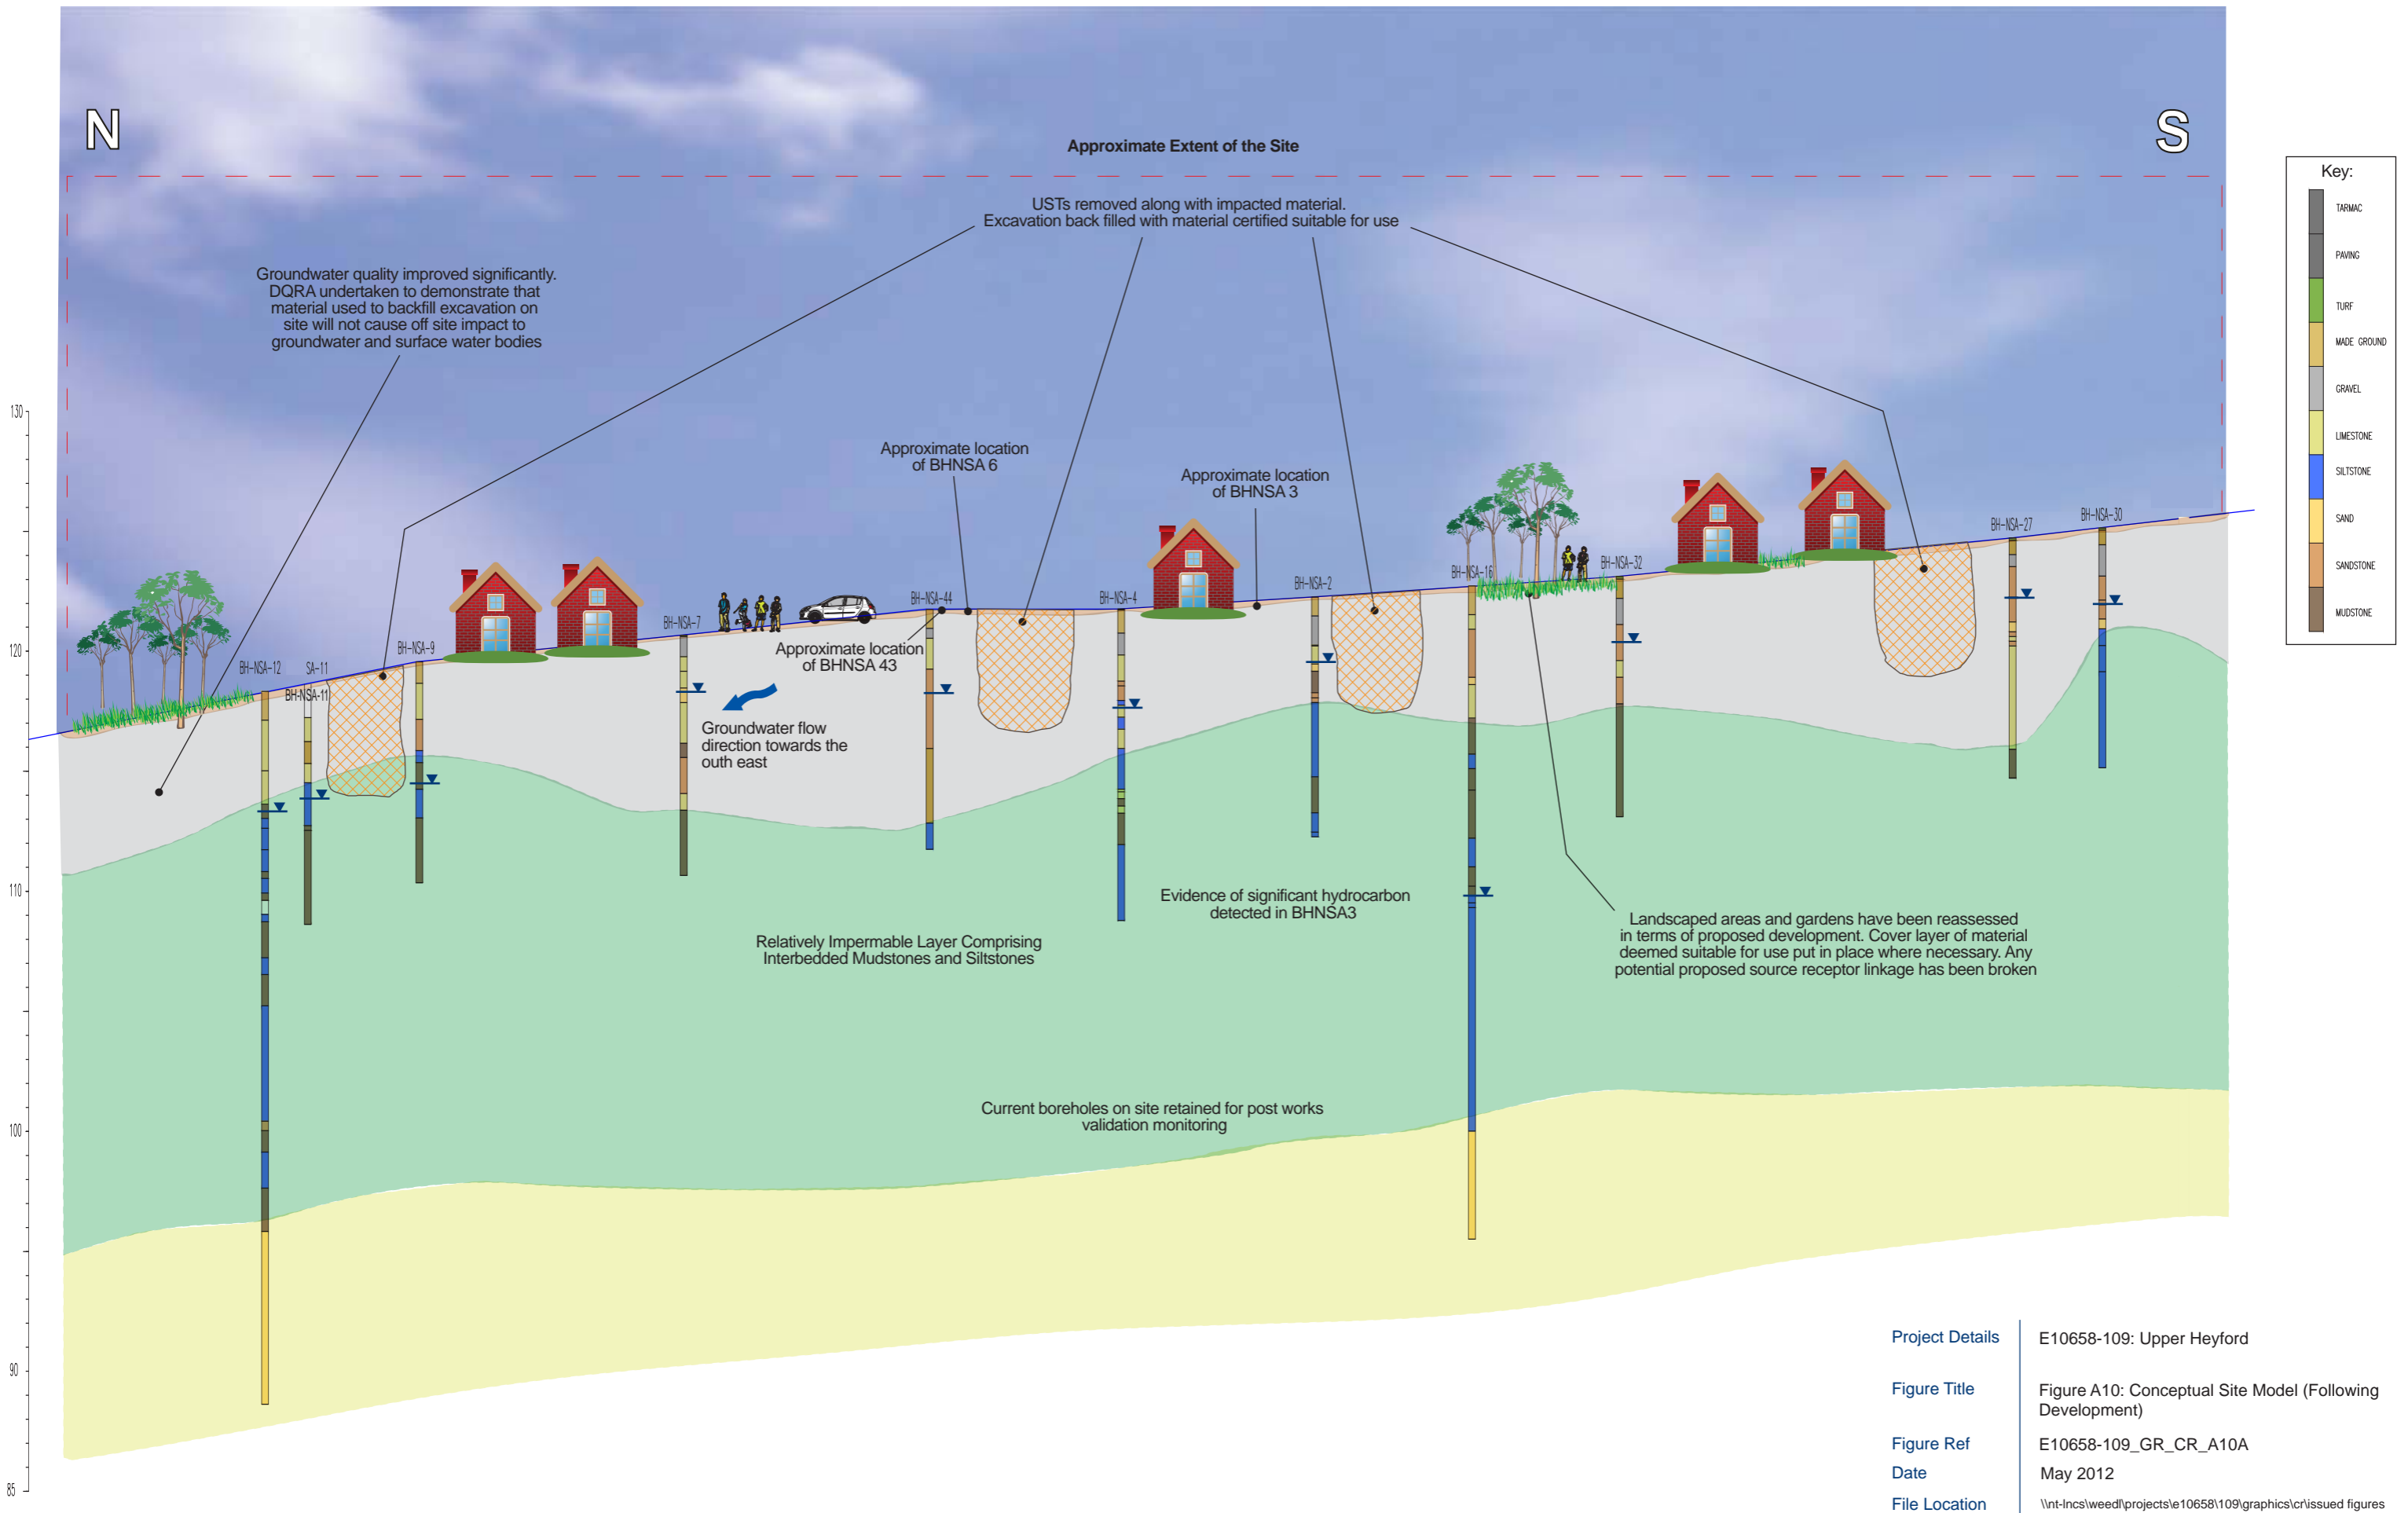 N
S
Approximate Extent of the Site
USTs removed along with impacted material.
Excavation back filled with material certified suitable for use
Groundwater quality improved significantly.
DQRA undertaken to demonstrate that
material used to backfill excavation on
site will not cause off site impact to
groundwater and surface water bodies
Key:
TARMAC
PAVING
TURF
MADE GROUND
GRAVEL
LIMESTONE
SILTSTONE
SAND
SANDSTONE
MUDSTONE
130
120
110
100
90
85
Approximate location
of BHNSA 6
Approximate location
of BHNSA 3
BH-NSA-12
SA-11
BH-NSA-11
BH-NSA-9
BH-NSA-7
BH-NSA-44
BH-NSA-4
BH-NSA-2
BH-NSA-16
BH-NSA-32
BH-NSA-27
BH-NSA-30
Approximate location
of BHNSA 43
Groundwater flow
direction towards the
outh east
Evidence of significant hydrocarbon
detected in BHNSA3
Relatively Impermable Layer Comprising
Interbedded Mudstones and Siltstones
Landscaped areas and gardens have been reassessed
in terms of proposed development. Cover layer of material
deemed suitable for use put in place where necessary. Any
potential proposed source receptor linkage has been broken
Current boreholes on site retained for post works
validation monitoring
Project Details E10658-109: Upper Heyford
Figure Title Figure A10: Conceptual Site Model (Following
Development)
Figure Ref E10658-109_GR_CR_A10A
Date May 2012
File Location \\nt-lncs\weedl\projects\e10658\109\graphics\cr\issued figures